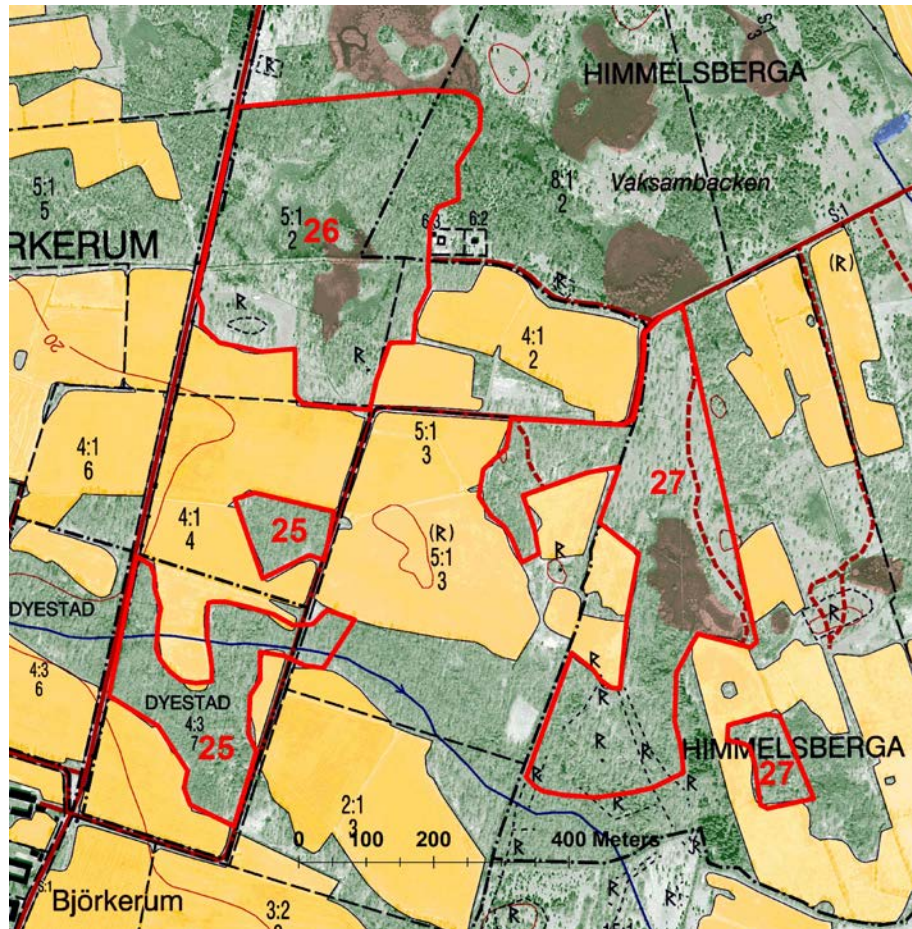 S:1
3
R
HIMMELSBERGA
5:1
5
5:1
2
26
6:3
6:2
8:1
2
Vaksambacken
S:1
RKERUM
R
R
(R)
20
R
4:1
2
4:1
6
5:1
3
27
4:1
4
25
(R)
5:1
3
R
DYESTAD
R
4:3
6
R
DYESTAD
4:3
7
25
R
R
R
HIMMELSBERGA
27
R
R
R
2:1
3
0 100 200 400 Meters
R
R
R
R
S:1
Björkerum
3:2
R